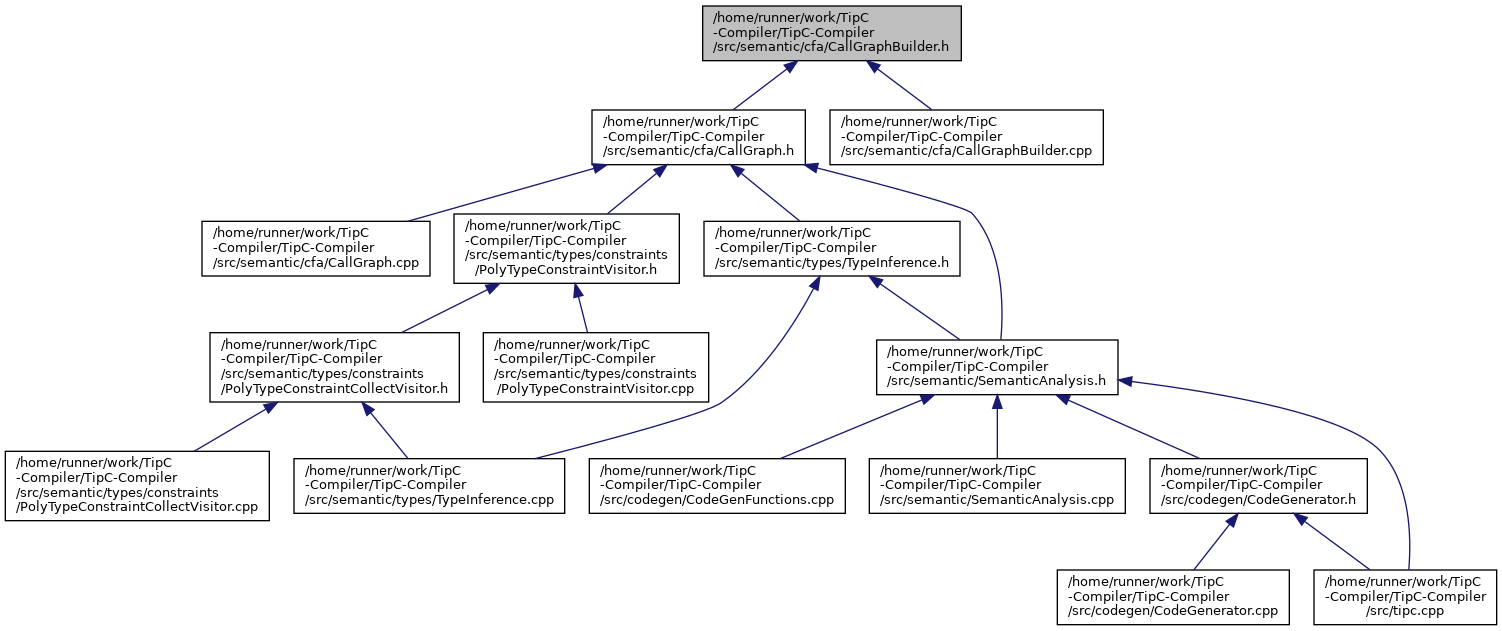 /home/runner/work/TipC
-Compiler/TipC-Compiler
/src/semantic/cfa/CallGraphBuilder.h
/home/runner/work/TipC
-Compiler/TipC-Compiler
/src/semantic/cfa/CallGraph.h
/home/runner/work/TipC
-Compiler/TipC-Compiler
/src/semantic/cfa/CallGraphBuilder.cpp
/home/runner/work/TipC
-Compiler/TipC-Compiler
/src/semantic/cfa/CallGraph.cpp
/home/runner/work/TipC
-Compiler/TipC-Compiler
/src/semantic/types/constraints
/PolyTypeConstraintVisitor.h
/home/runner/work/TipC
-Compiler/TipC-Compiler
/src/semantic/types/TypeInference.h
/home/runner/work/TipC
-Compiler/TipC-Compiler
/src/semantic/types/constraints
/PolyTypeConstraintCollectVisitor.h
/home/runner/work/TipC
-Compiler/TipC-Compiler
/src/semantic/types/constraints
/PolyTypeConstraintVisitor.cpp
/home/runner/work/TipC
-Compiler/TipC-Compiler
/src/semantic/SemanticAnalysis.h
/home/runner/work/TipC
-Compiler/TipC-Compiler
/src/semantic/types/constraints
/PolyTypeConstraintCollectVisitor.cpp
/home/runner/work/TipC
-Compiler/TipC-Compiler
/src/semantic/types/TypeInference.cpp
/home/runner/work/TipC
-Compiler/TipC-Compiler
/src/codegen/CodeGenFunctions.cpp
/home/runner/work/TipC
-Compiler/TipC-Compiler
/src/semantic/SemanticAnalysis.cpp
/home/runner/work/TipC
-Compiler/TipC-Compiler
/src/codegen/CodeGenerator.h
/home/runner/work/TipC
-Compiler/TipC-Compiler
/src/codegen/CodeGenerator.cpp
/home/runner/work/TipC
-Compiler/TipC-Compiler
/src/tipc.cpp